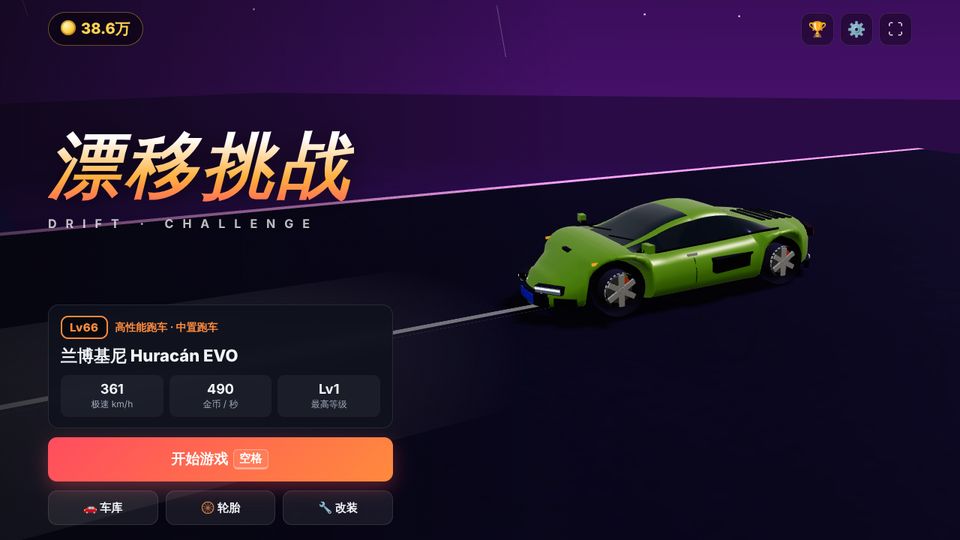 38.6万
漂移挑战
DRIFT · CHALLENGE
Lv66 高性能跑车 · 中置跑车
兰博基尼 Huracán EVO
361 490 Lv1
极速 km/h 金币 / 秒 最高等级
开始游戏 空格
车库 轮胎 改装